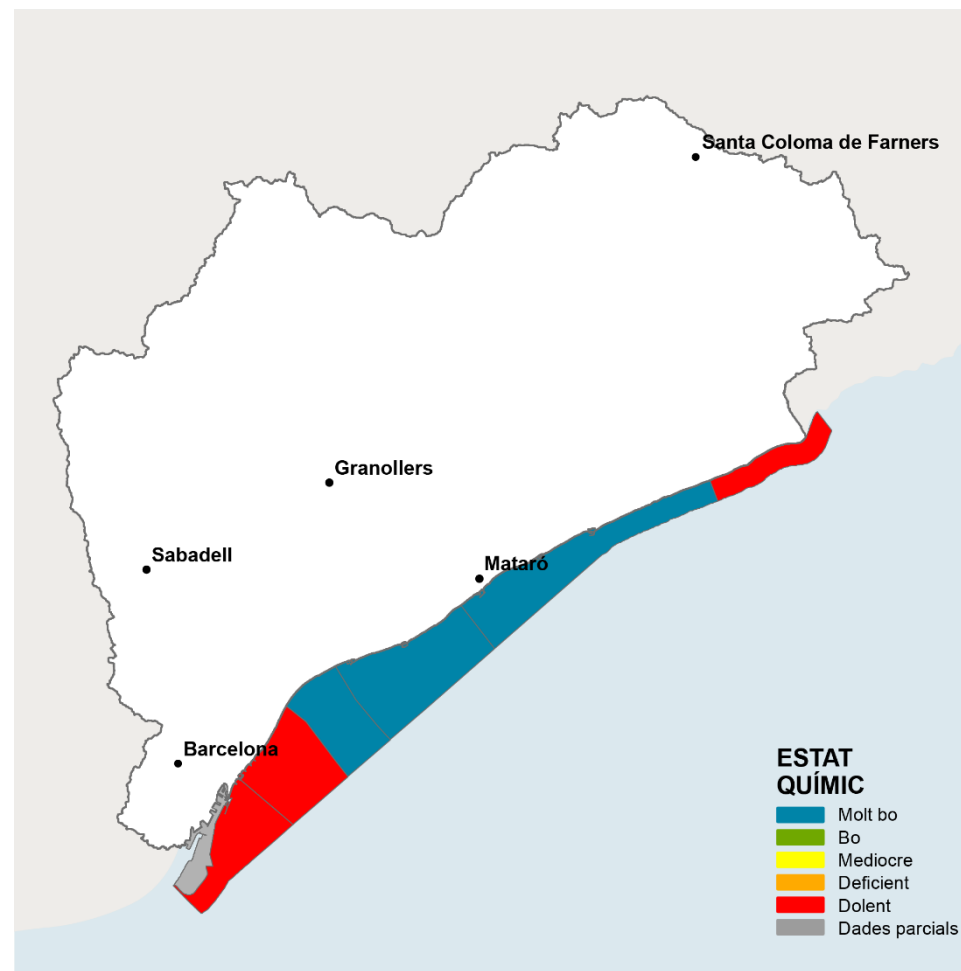 Santa Coloma de Farners
Granollers
Sabadell
Mataró
Barcelona
ESTAT
QUÍMIC
Molt bo
Bo
Mediocre
Deficient
Dolent
Dades parcials